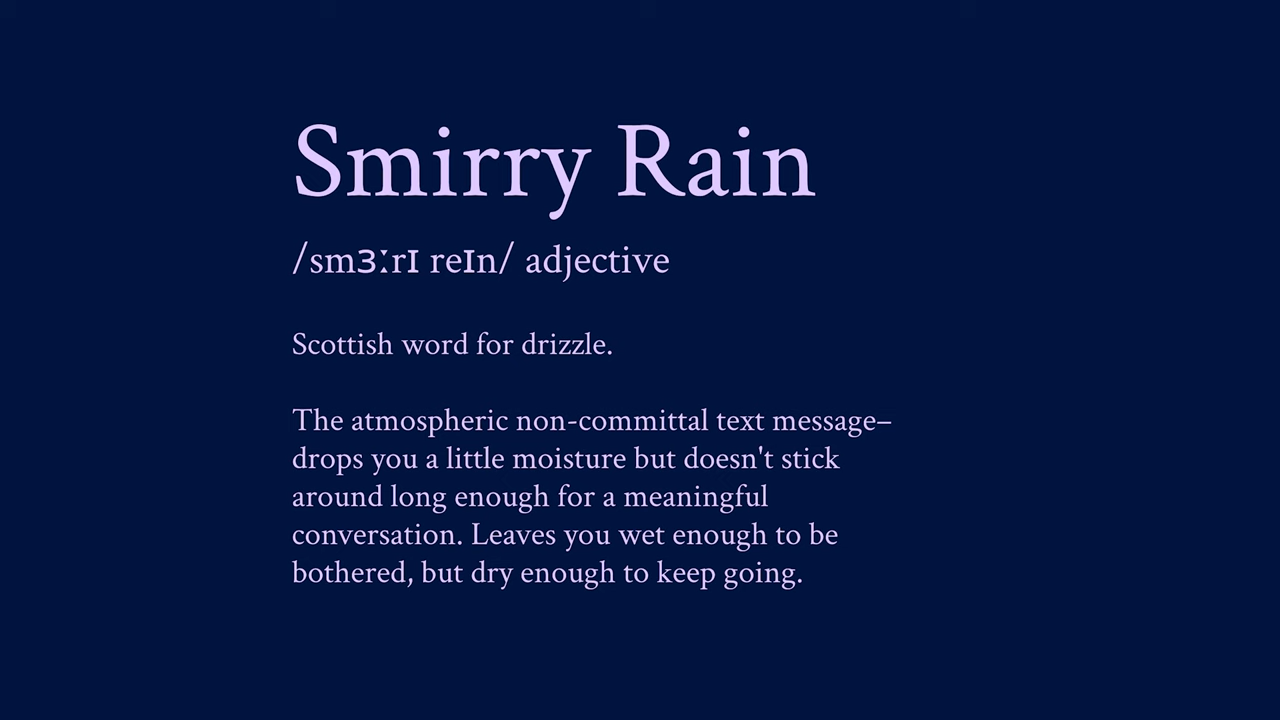 Smirry Rain
/smɜːrɪ reɪn/ adjective
Scottish word for drizzle.
The atmospheric non-committal text message–
drops you a little moisture but doesn't stick
around long enough for a meaningful
conversation. Leaves you wet enough to be
bothered, but dry enough to keep going.